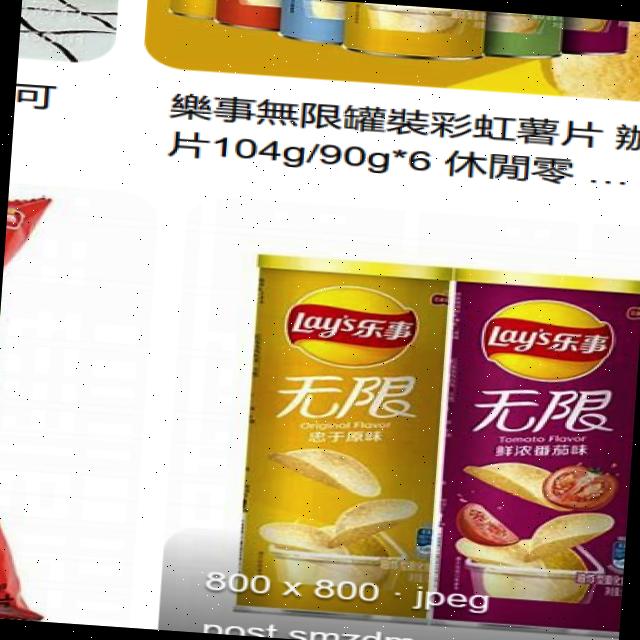 可
樂事無限罐裝彩虹薯片
片104g/90g*6 休閒零 ...
Lay's乐事
无限
Original Flavor
忠于原味
Lay's乐事
无限
Tomato Flavor
鲜浓番茄味
800 x 800 · jpeg
post.smzdm